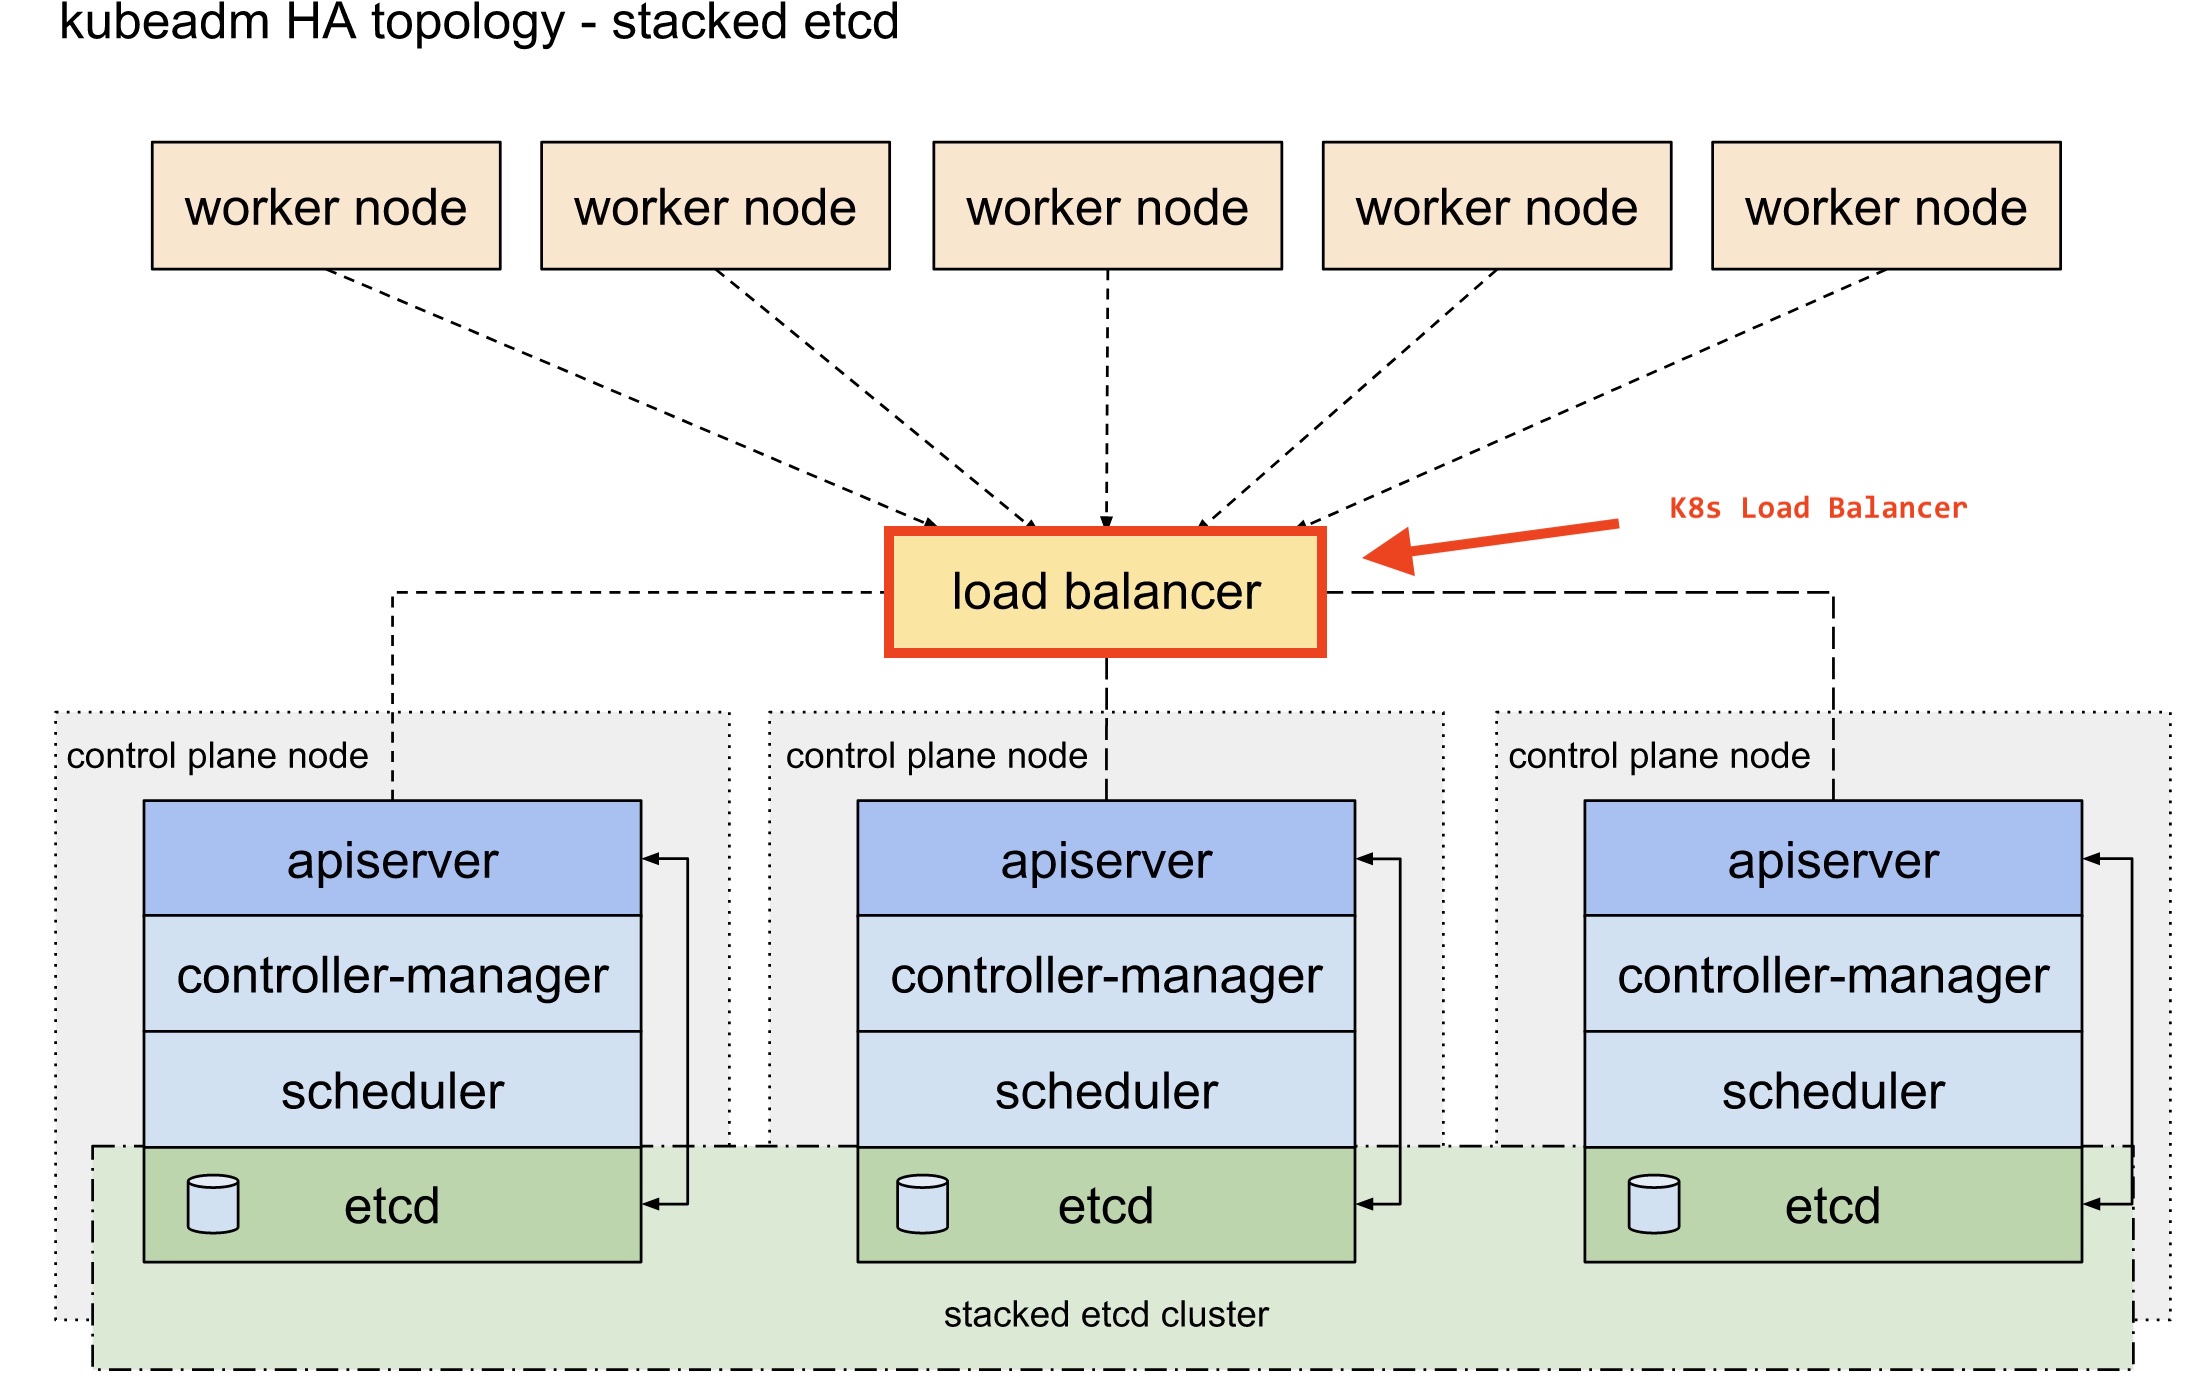 kubeadm HA topology - stacked etcd
worker node
worker node
worker node
worker node
worker node
K8s Load Balancer
load balancer
control plane node
control plane node
control plane node
apiserver
apiserver
apiserver
controller-manager
controller-manager
controller-manager
scheduler
scheduler
scheduler
etcd
etcd
etcd
stacked etcd cluster